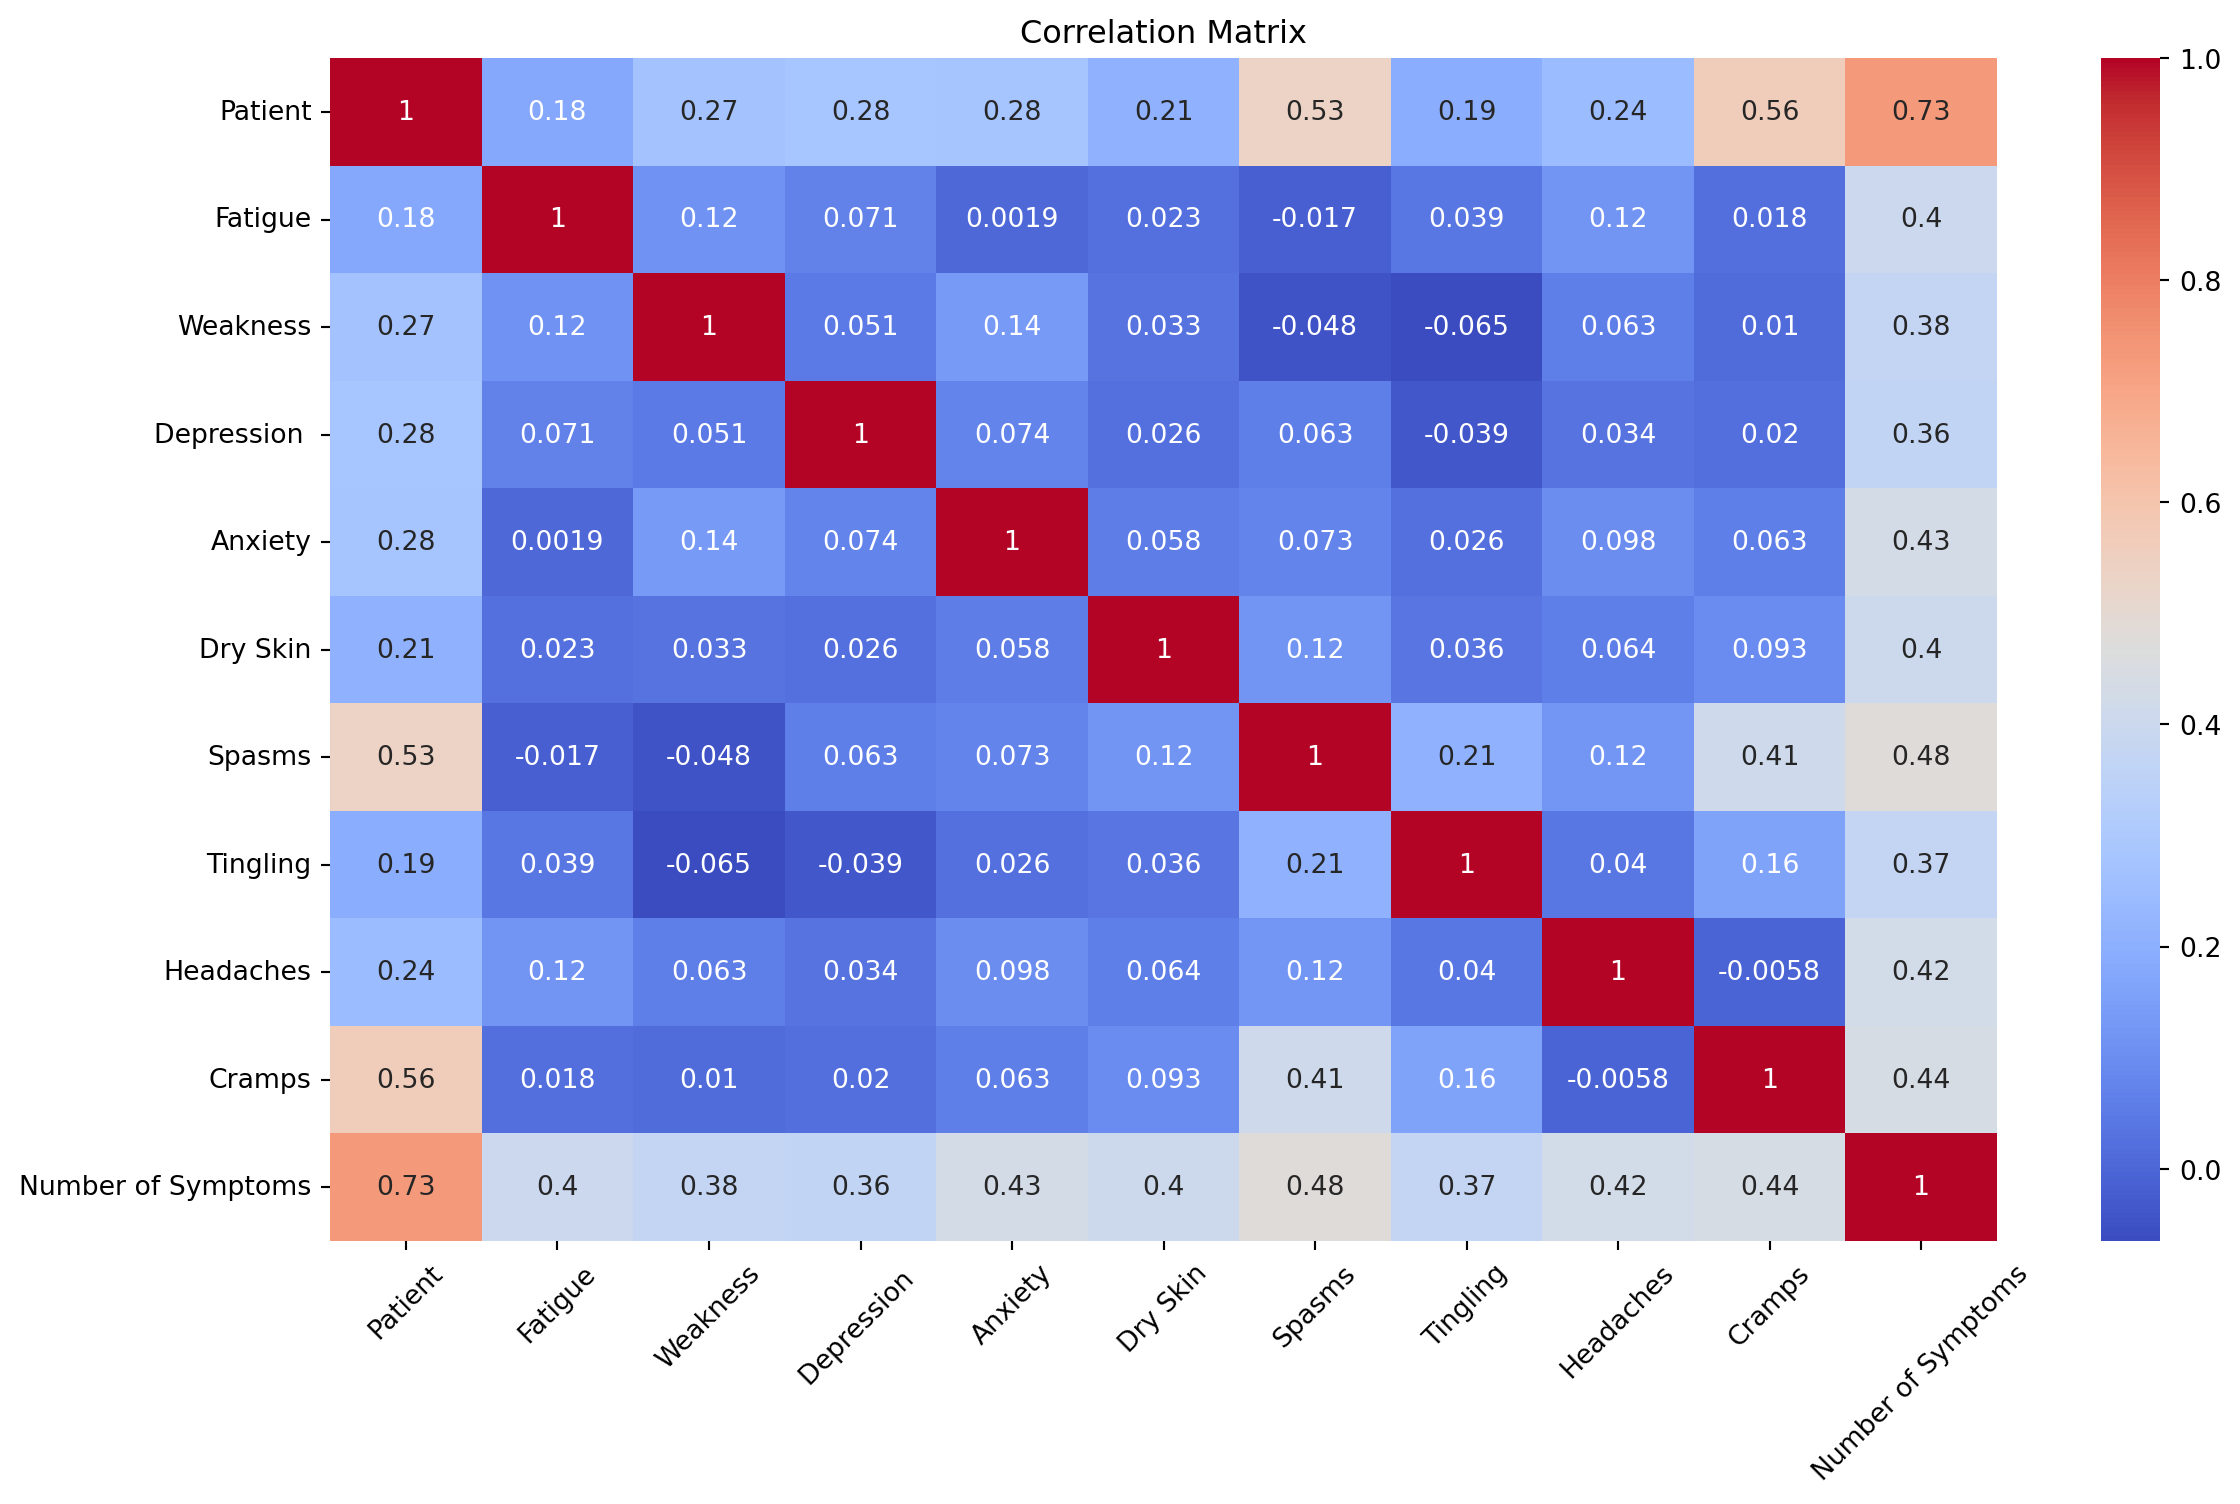 Correlation Matrix
Patient 1 0.18 0.27 0.28 0.28 0.21 0.53 0.19 0.24 0.56 0.73
Fatigue 0.18 1 0.12 0.071 0.0019 0.023 -0.017 0.039 0.12 0.018 0.4
Weakness 0.27 0.12 1 0.051 0.14 0.033 -0.048 -0.065 0.063 0.01 0.38
Depression 0.28 0.071 0.051 1 0.074 0.026 0.063 -0.039 0.034 0.02 0.36
Anxiety 0.28 0.0019 0.14 0.074 1 0.058 0.073 0.026 0.098 0.063 0.43
Dry Skin 0.21 0.023 0.033 0.026 0.058 1 0.12 0.036 0.064 0.093 0.4
Spasms 0.53 -0.017 -0.048 0.063 0.073 0.12 1 0.21 0.12 0.41 0.48
Tingling 0.19 0.039 -0.065 -0.039 0.026 0.036 0.21 1 0.04 0.16 0.37
Headaches 0.24 0.12 0.063 0.034 0.098 0.064 0.12 0.04 1 -0.0058 0.42
Cramps 0.56 0.018 0.01 0.02 0.063 0.093 0.41 0.16 -0.0058 1 0.44
Number of Symptoms 0.73 0.4 0.38 0.36 0.43 0.4 0.48 0.37 0.42 0.44 1
Patient Fatigue Weakness Depression Anxiety Dry Skin Spasms Tingling Headaches Cramps Number of Symptoms
1.0
0.8
0.6
0.4
0.2
0.0